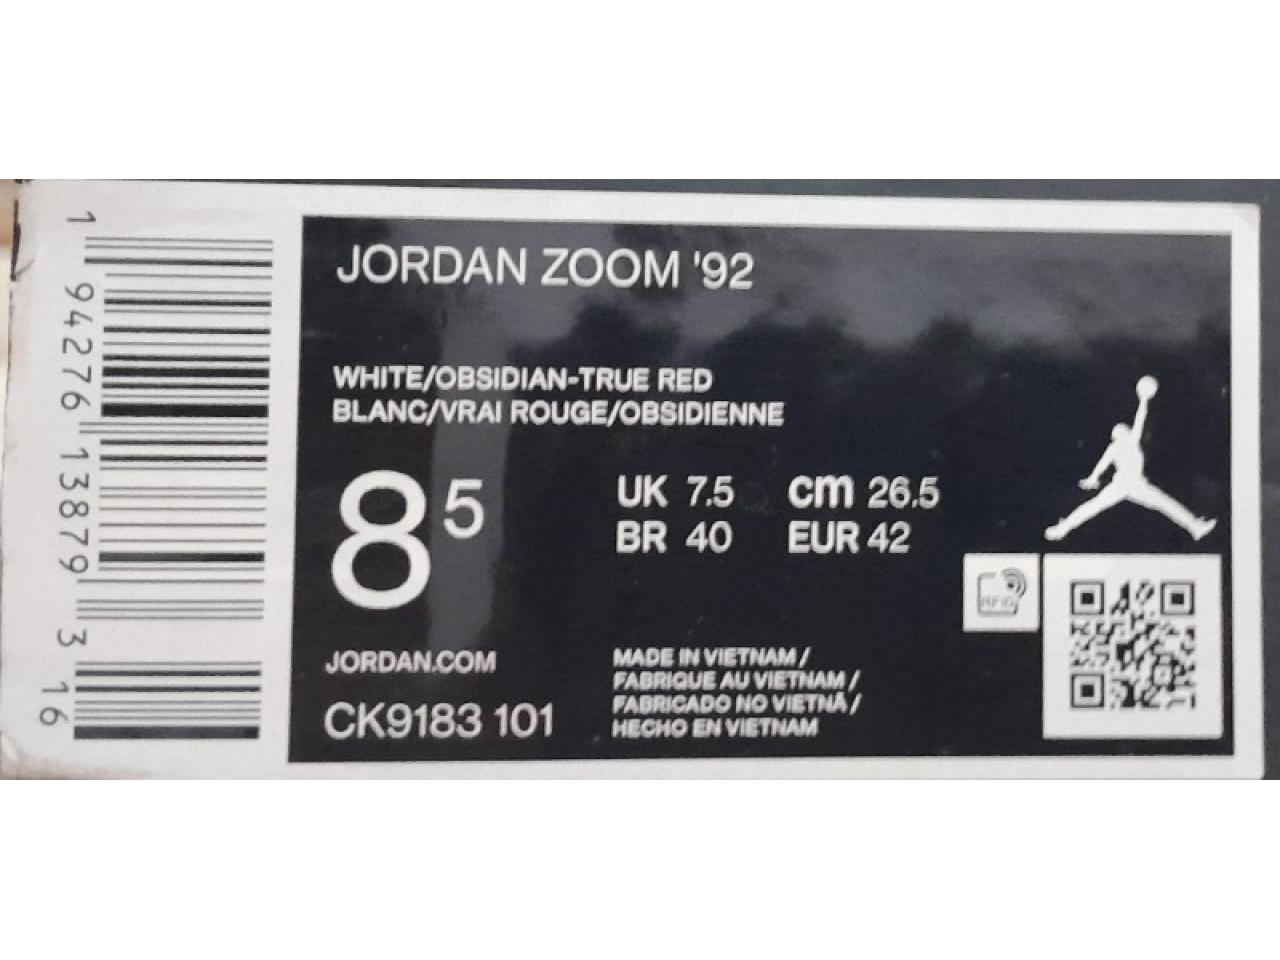 JORDAN ZOOM '92
WHITE/OBSIDIAN-TRUE RED
BLANC/VRAI ROUGE/OBSIDIENNE
8 5
UK 7.5 cm 26.5
BR 40 EUR 42
RFID
JORDAN.COM
CK9183 101
MADE IN VIETNAM /
FABRIQUE AU VIETNAM /
FABRICADO NO VIETNÃ /
HECHO EN VIETNAM
1 94276 13879 3 16